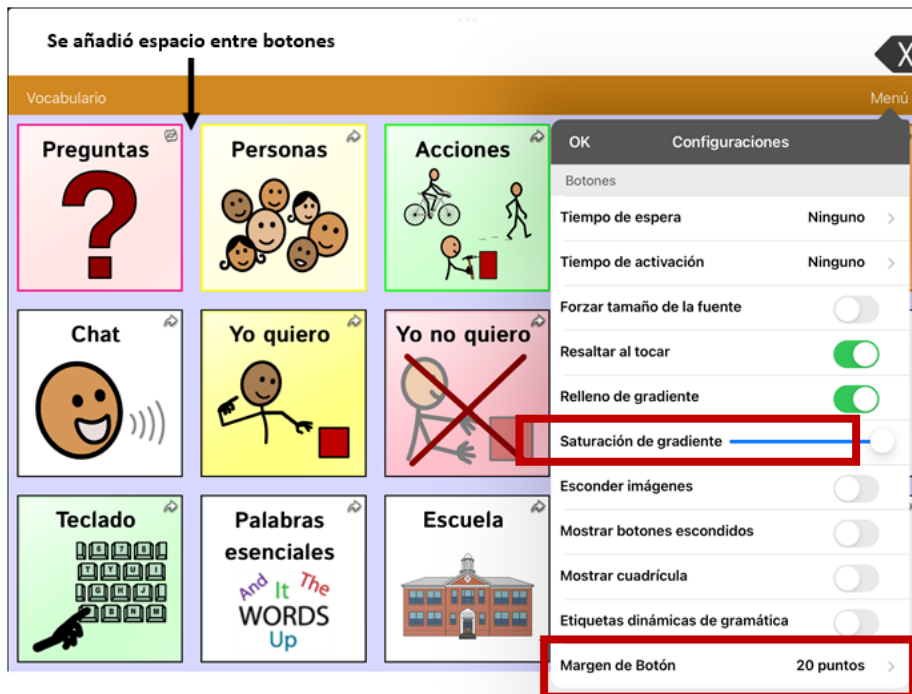 Se añadió espacio entre botones
X
Vocabulario
Menú
Preguntas
Personas
Acciones
Chat
Yo quiero
Yo no quiero
Teclado
6 7 8
T Y U I
G H J
B N M
Palabras
esenciales
And It The
WORDS
Up
Escuela
OK
Configuraciones
Botones
Tiempo de espera
Ninguno
Tiempo de activación
Ninguno
Forzar tamaño de la fuente
Resaltar al tocar
Relleno de gradiente
Saturación de gradiente
Esconder imágenes
Mostrar botones escondidos
Mostrar cuadrícula
Etiquetas dinámicas de gramática
Margen de Botón
20 puntos